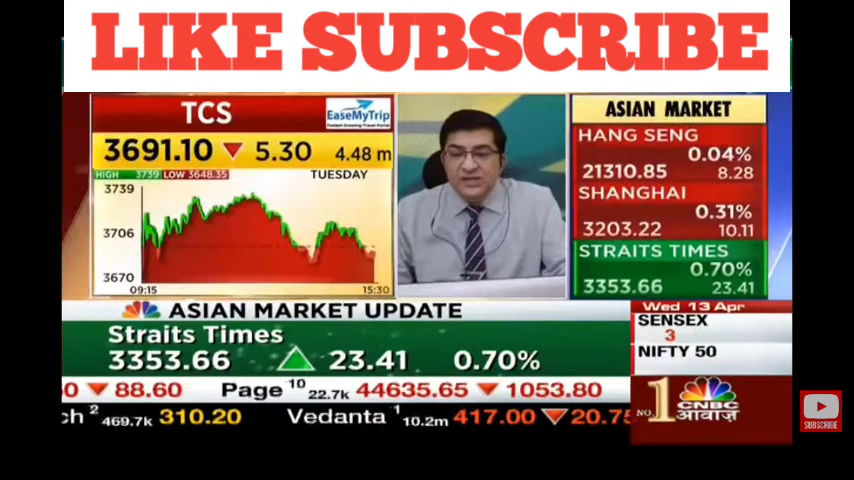 LIKE SUBSCRIBE
TCS
EaseMyTrip
3691.10 ▼ 5.30 4.48 m
HIGH 3739 LOW 3648.35
TUESDAY
3739
3706
3670
09:15
15:30
ASIAN MARKET
HANG SENG
0.04%
21310.85 8.28
SHANGHAI
0.31%
3203.22 10.11
STRAITS TIMES
0.70%
3353.66 23.41
ASIAN MARKET UPDATE
Straits Times
3353.66 ▲ 23.41 0.70%
Wed 13 Apr
SENSEX
3
NIFTY 50
0 ▼ 88.60 Page 10 22.7k 44635.65 ▼ 1053.80
ch 2 469.7k 310.20 Vedanta 1 10.2m 417.00 ▼ 20.75
NO. 1
CNBC
आवाज़
SUBSCRIBE